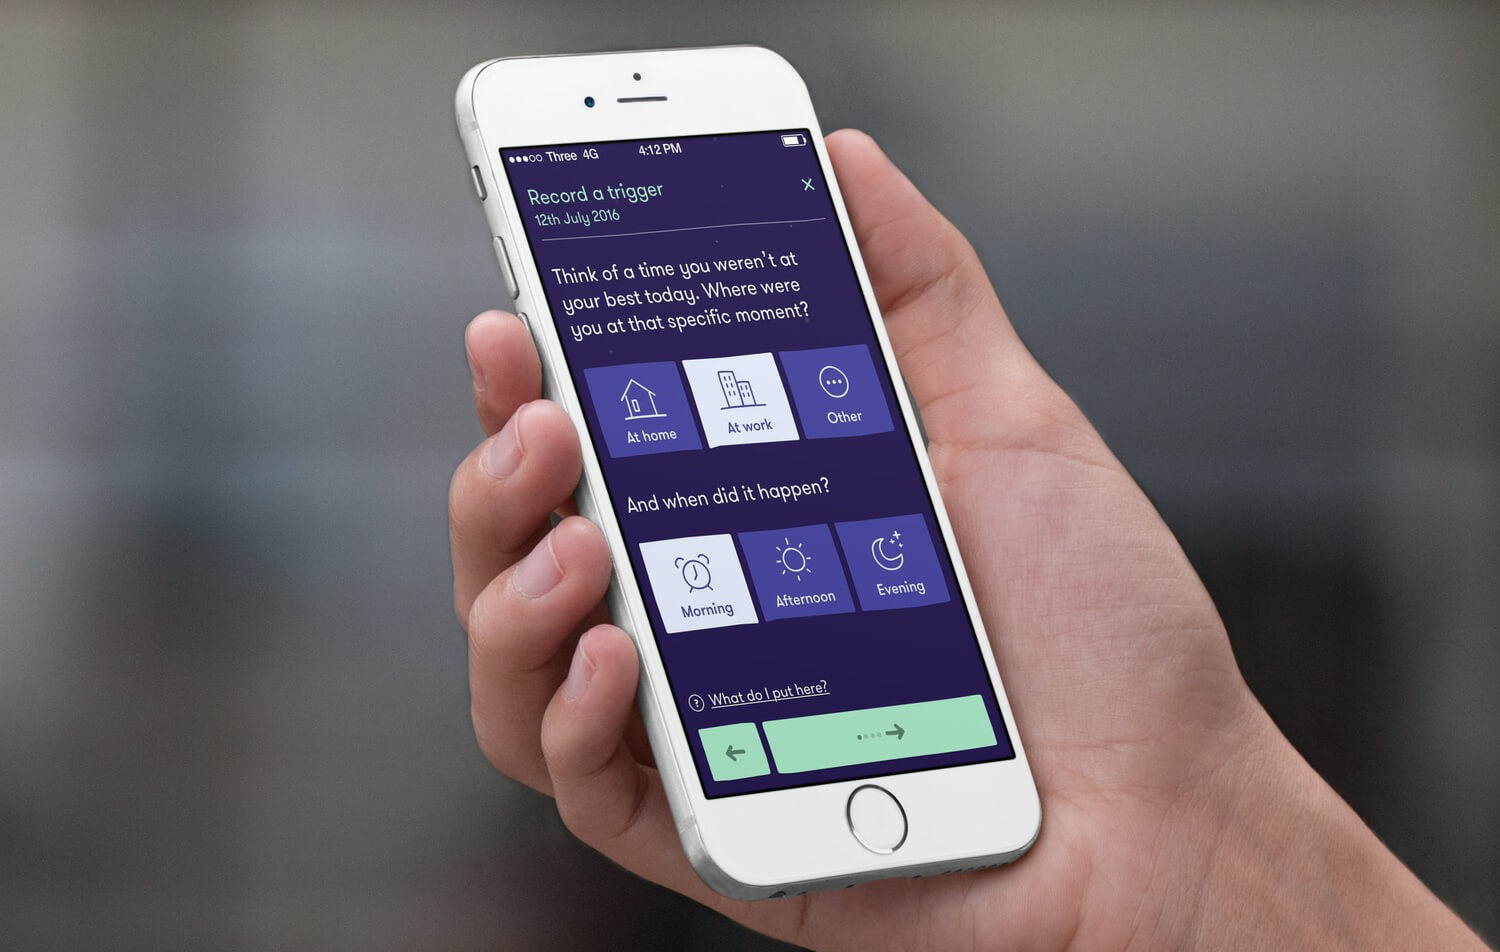 Three 4G 4:12 PM
Record a trigger
12th July 2016
Think of a time you weren't at
your best today. Where were
you at that specific moment?
At home At work Other
And when did it happen?
Morning Afternoon Evening
? What do I put here?